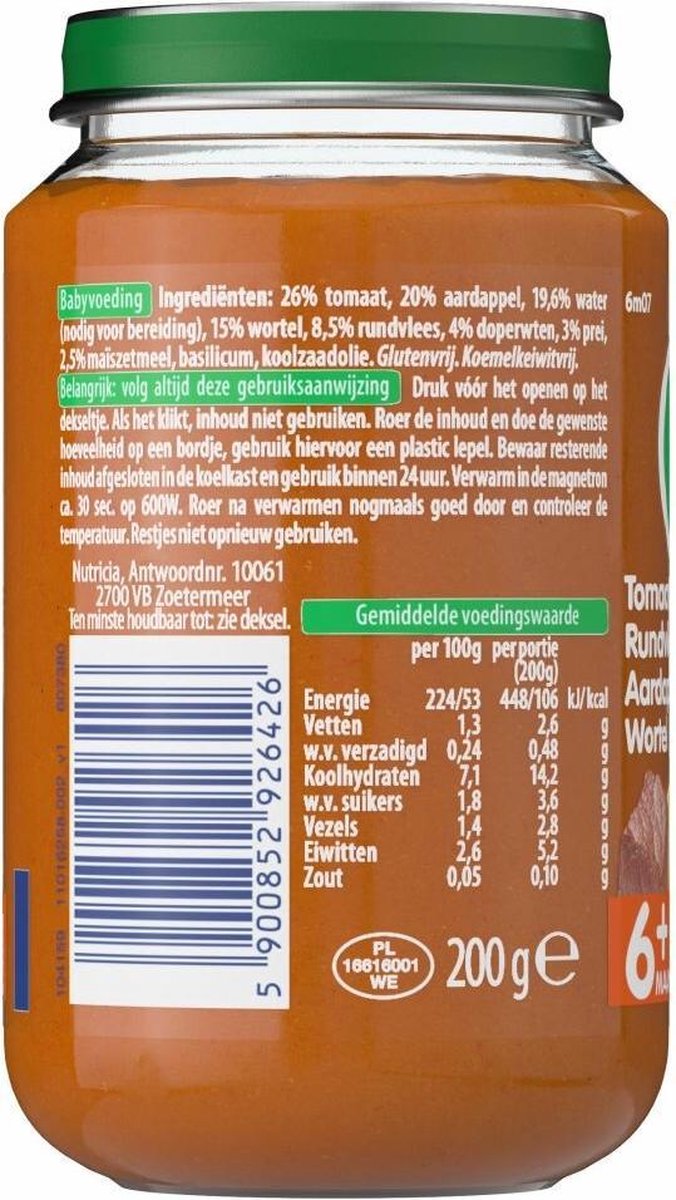 Babyvoeding Ingrediënten: 26% tomaat, 20% aardappel, 19,6% water
(nodig voor bereiding), 15% wortel, 8,5% rundvlees, 4% doperwten, 3% prei,
2,5% maïszetmeel, basilicum, koolzaadolie. Glutenvrij. Koemelkeiwitvrij.
Belangrijk: volg altijd deze gebruiksaanwijzing Druk vóór het openen op het
dekseltje. Als het klikt, inhoud niet gebruiken. Roer de inhoud en doe de gewenste
hoeveelheid op een bordje, gebruik hiervoor een plastic lepel. Bewaar resterende
inhoud afgesloten in de koelkast en gebruik binnen 24 uur. Verwarm in de magnetron
ca. 30 sec. op 600W. Roer na verwarmen nogmaals goed door en controleer de
temperatuur. Restjes niet opnieuw gebruiken.
6m07
Nutricia, Antwoordnr. 10061
2700 VB Zoetermeer
Ten minste houdbaar tot: zie deksel.
Gemiddelde voedingswaarde
per 100g per portie
(200g)
Energie 224/53 448/106 kJ/kcal
Vetten 1,3 2,6 g
w.v. verzadigd 0,24 0,48 g
Koolhydraten 7,1 14,2 g
w.v. suikers 1,8 3,6 g
Vezels 1,4 2,8 g
Eiwitten 2,6 5,2 g
Zout 0,05 0,10 g
PL
16616001
WE
200 g e
5 900852 926426
104159 11016258-002 v1 607380
Aarda
Wortel
6+